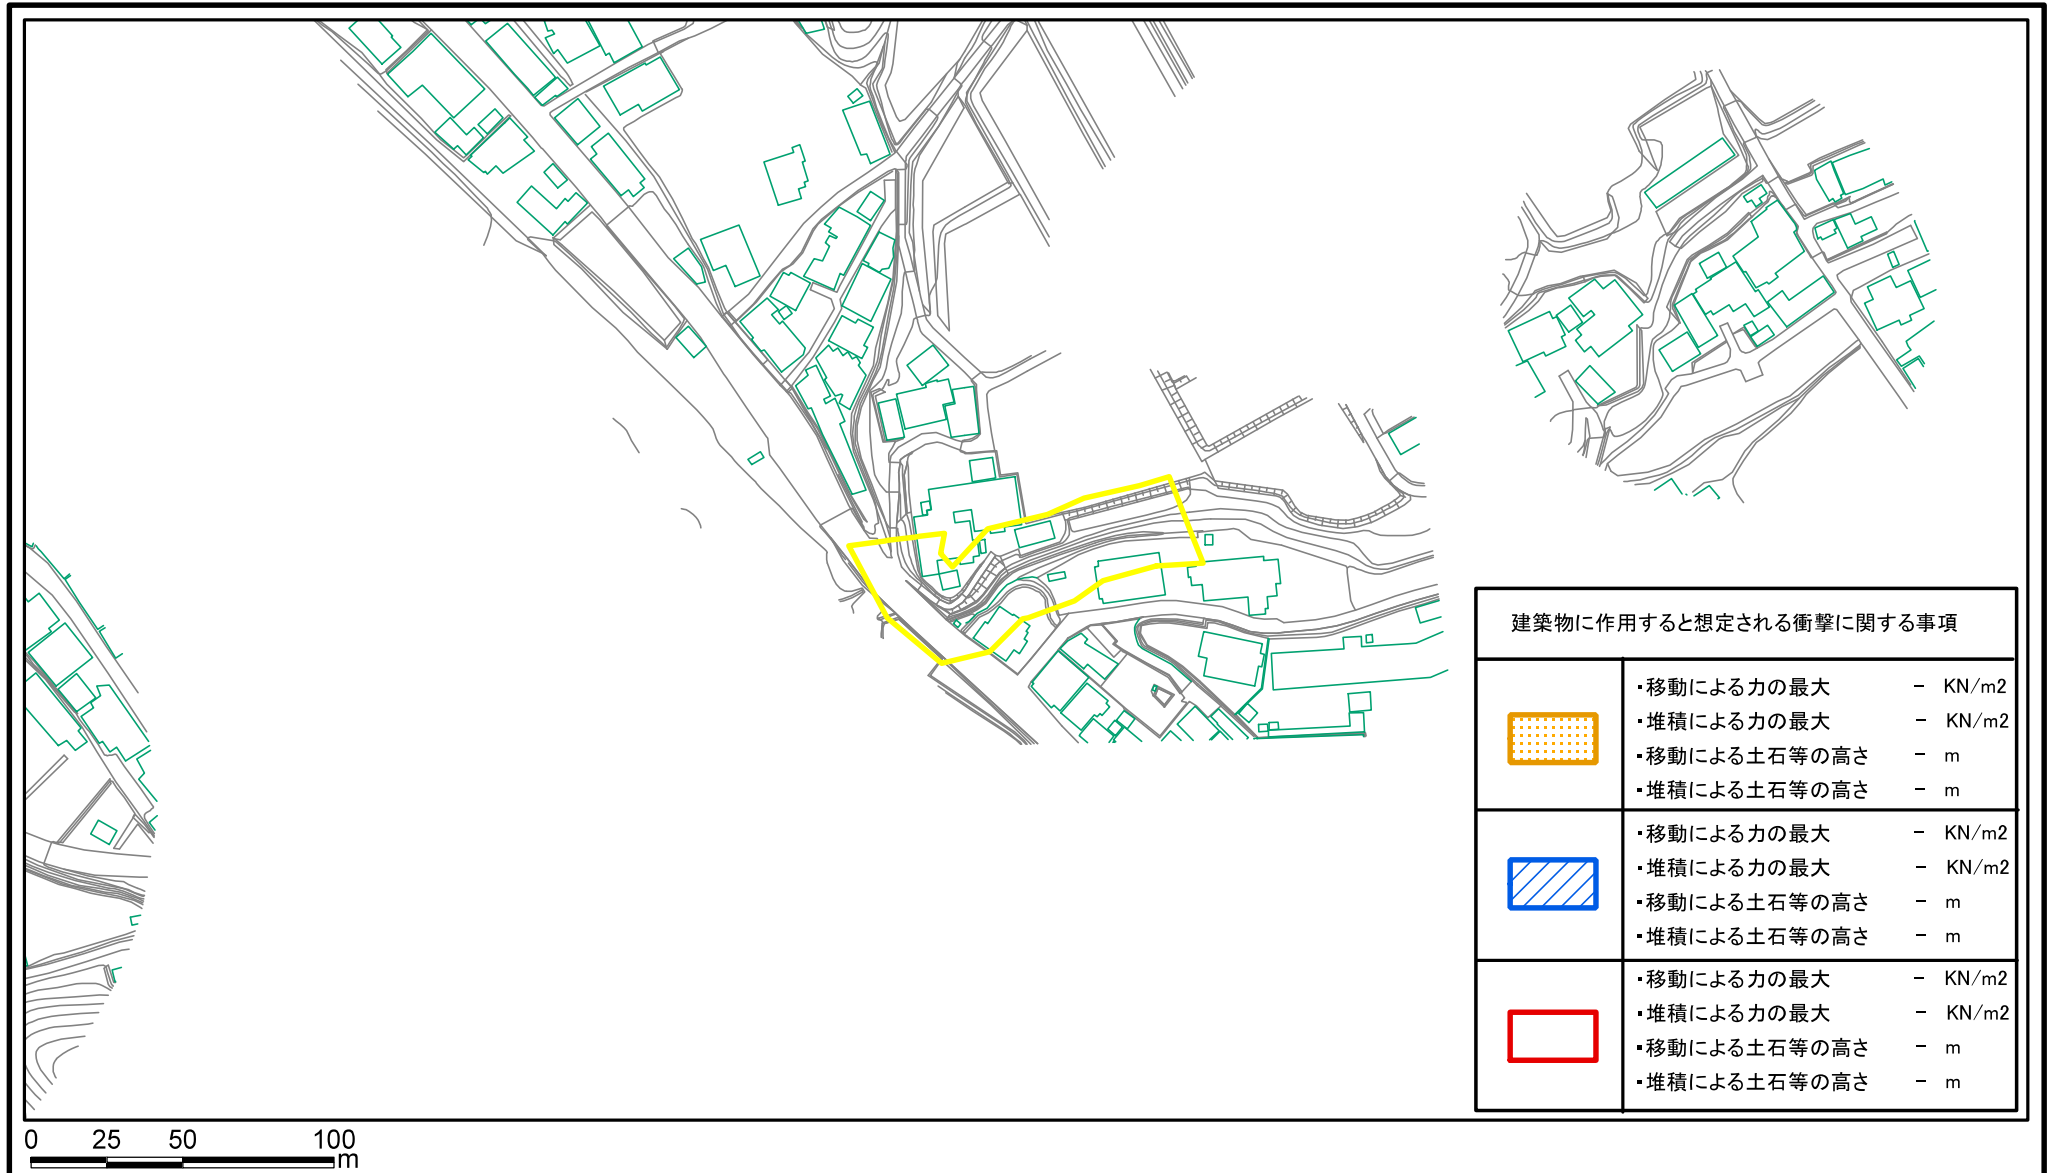 建築物に作用すると想定される衝撃に関する事項
・移動による力の最大 － KN/m2
・堆積による力の最大 － KN/m2
・移動による土石等の高さ － m
・堆積による土石等の高さ － m
・移動による力の最大 － KN/m2
・堆積による力の最大 － KN/m2
・移動による土石等の高さ － m
・堆積による土石等の高さ － m
・移動による力の最大 － KN/m2
・堆積による力の最大 － KN/m2
・移動による土石等の高さ － m
・堆積による土石等の高さ － m
0 25 50 100
m